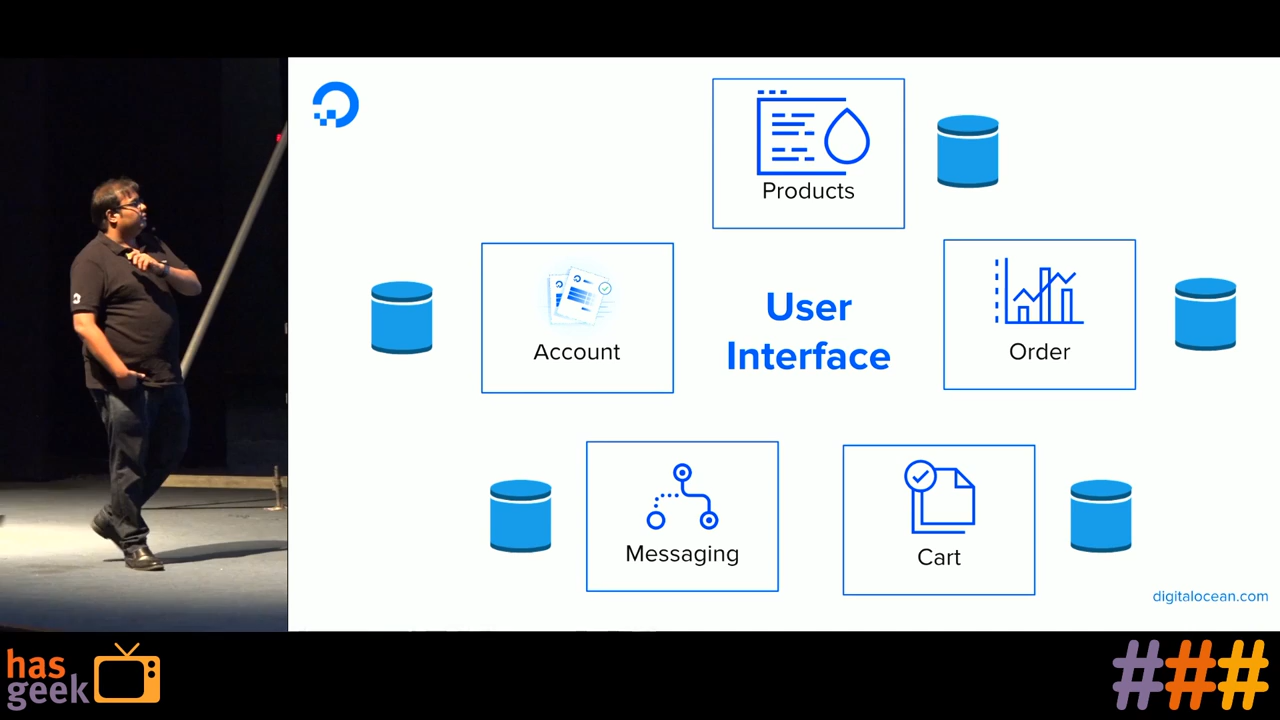 Products
Account
User
Interface
Order
Messaging
Cart
digitalocean.com
has
geek
###